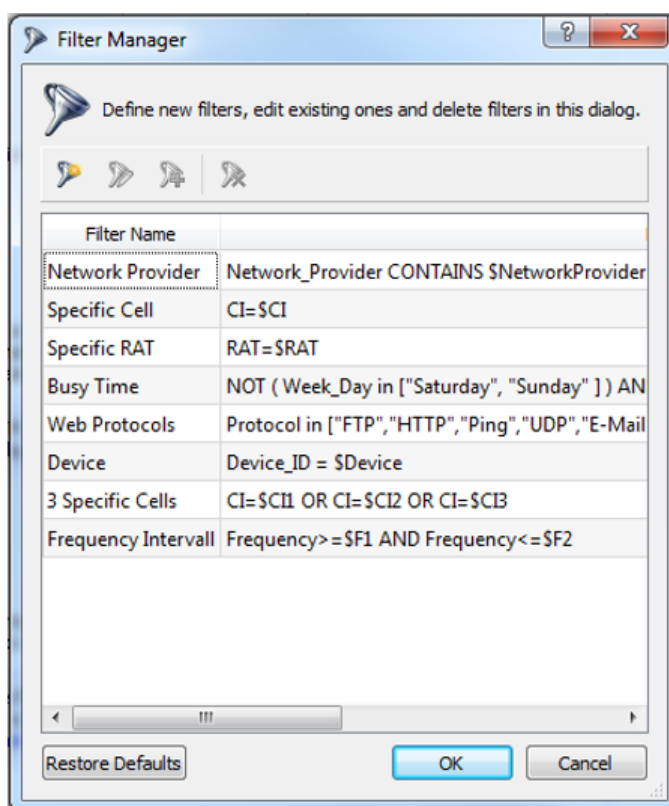 Filter Manager
Define new filters, edit existing ones and delete filters in this dialog.
Filter Name
Network Provider Network_Provider CONTAINS $NetworkProvider
Specific Cell CI=$CI
Specific RAT RAT=$RAT
Busy Time NOT ( Week_Day in ["Saturday", "Sunday" ] ) AN
Web Protocols Protocol in ["FTP","HTTP","Ping","UDP","E-Mail
Device Device_ID = $Device
3 Specific Cells CI=$CI1 OR CI=$CI2 OR CI=$CI3
Frequency Intervall Frequency>=$F1 AND Frequency<=$F2
Restore Defaults OK Cancel